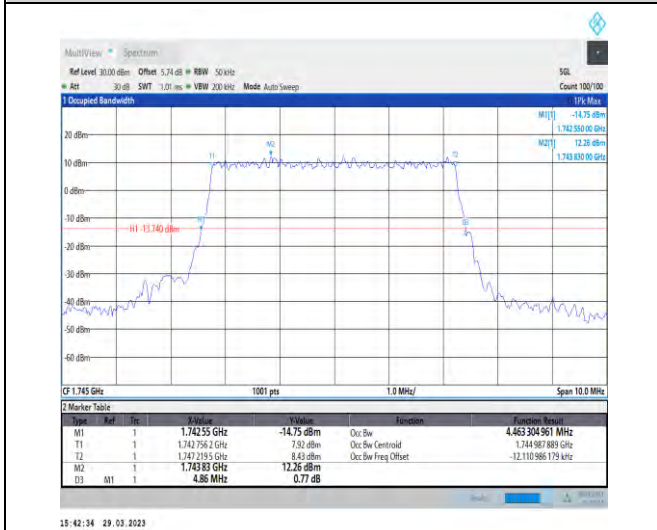 MultiView Spectrum
Ref Level 30.00 dBm Offset 5.74 dB RBW 50 kHz SGL
Att 30 dB SWT 1.01 ms VBW 200 kHz Mode Auto Sweep Count 100/100
1 Occupied Bandwidth 1Pk Max
M1[1] -14.75 dBm
1.742 550 00 GHz
M2[1] 12.26 dBm
1.743 830 00 GHz
20 dBm
M2
T1 T2
10 dBm
0 dBm
-10 dBm
M1 D3
H1 -13.740 dBm
-20 dBm
-30 dBm
-40 dBm
-50 dBm
-60 dBm
CF 1.745 GHz 1001 pts 1.0 MHz/ Span 10.0 MHz
2 Marker Table
Type Ref Trc X-Value Y-Value Function Function Result
M1 1 1.742 55 GHz -14.75 dBm Occ Bw 4.463 304 961 MHz
T1 1 1.742 756 2 GHz 7.92 dBm Occ Bw Centroid 1.744 987 889 GHz
T2 1 1.747 219 5 GHz 8.43 dBm Occ Bw Freq Offset -12.110 986 179 kHz
M2 1 1.743 83 GHz 12.26 dBm
D3 M1 1 4.86 MHz 0.77 dB
15:42:34 29.03.2023